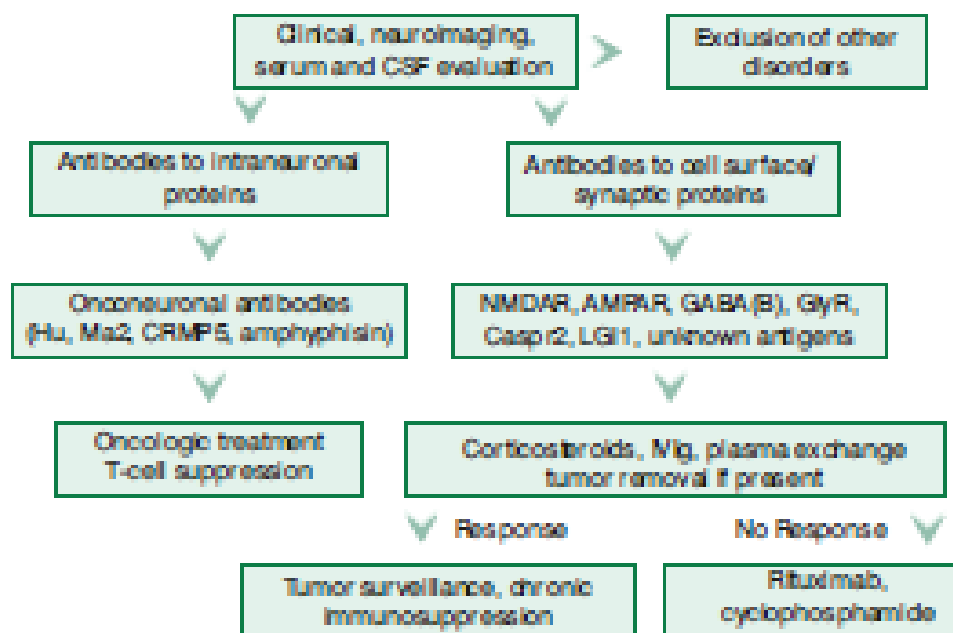 Clinical, neuroimaging,
serum and CSF evaluation
Exclusion of other
disorders
Antibodies to intraneuronal
proteins
Antibodies to cell surface/
synaptic proteins
Onconeuronal antibodies
(Hu, Ma2, CRMP5, amphyphisin)
NMDAR, AMPAR, GABA(B), GlyR,
Caspr2, LGI1, unknown antigens
Oncologic treatment
T-cell suppression
Corticosteroids, MIg, plasma exchange
tumor removal if present
Response
No Response
Tumor surveillance, chronic
immunosuppression
Rituximab,
cyclophosphamide